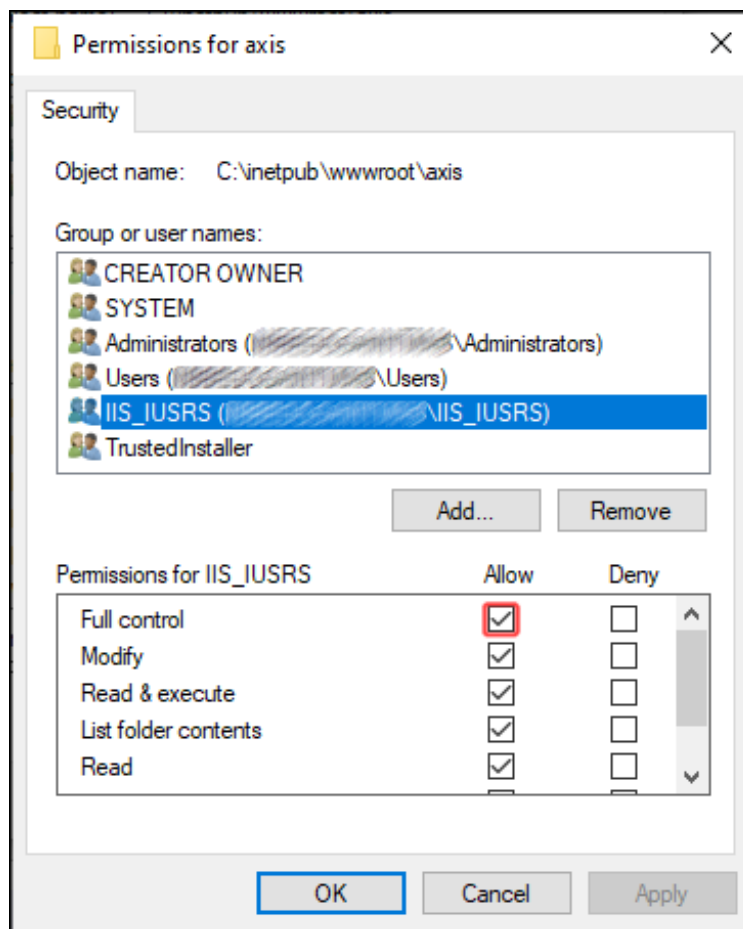 Permissions for axis
Security
Object name: C:\inetpub\wwwroot\axis
Group or user names:
CREATOR OWNER
SYSTEM
Administrators (\Administrators)
Users (\Users)
IIS_IUSRS (\IIS_IUSRS)
TrustedInstaller
Add... Remove
Permissions for IIS_IUSRS Allow Deny
Full control
Modify
Read & execute
List folder contents
Read
OK Cancel Apply